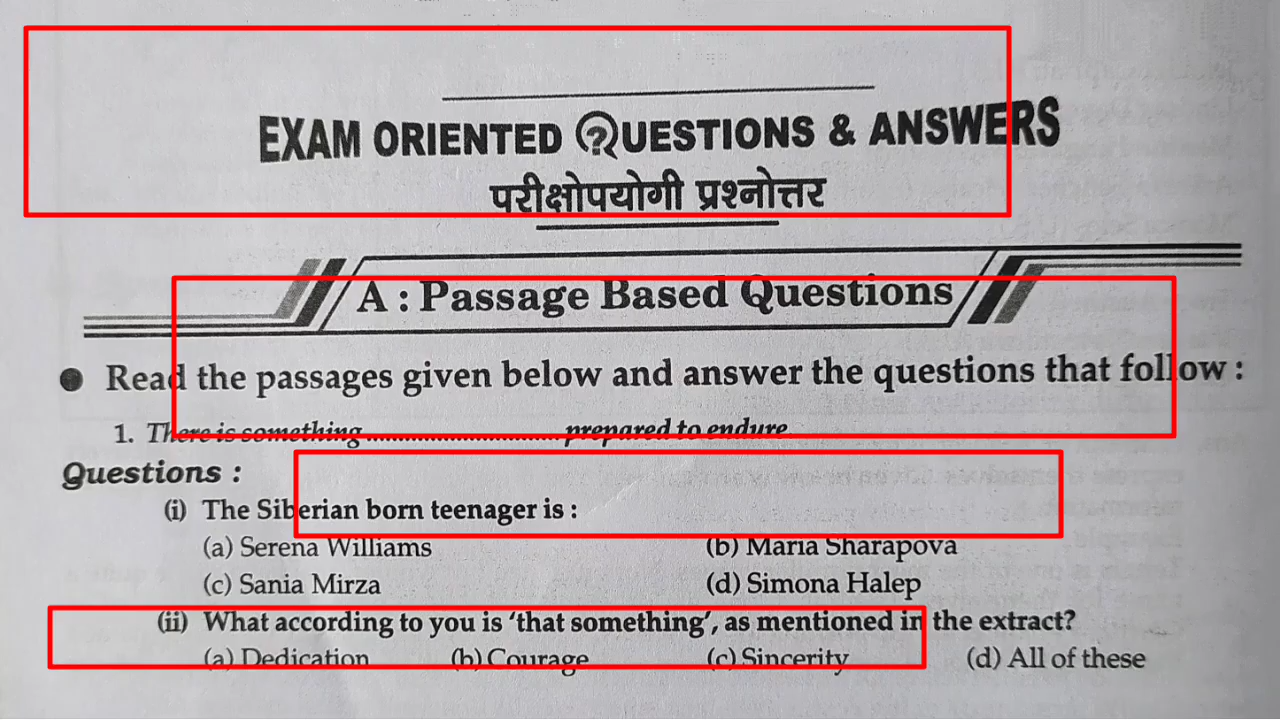 EXAM ORIENTED QUESTIONS & ANSWERS
परीक्षोपयोगी प्रश्नोत्तर
A : Passage Based Questions
● Read the passages given below and answer the questions that follow :
1. There is something ............................ prepared to endure
Questions :
(i) The Siberian born teenager is :
(a) Serena Williams (b) Maria Sharapova
(c) Sania Mirza (d) Simona Halep
(ii) What according to you is ‘that something’, as mentioned in the extract?
(a) Dedication (b) Courage (c) Sincerity (d) All of these